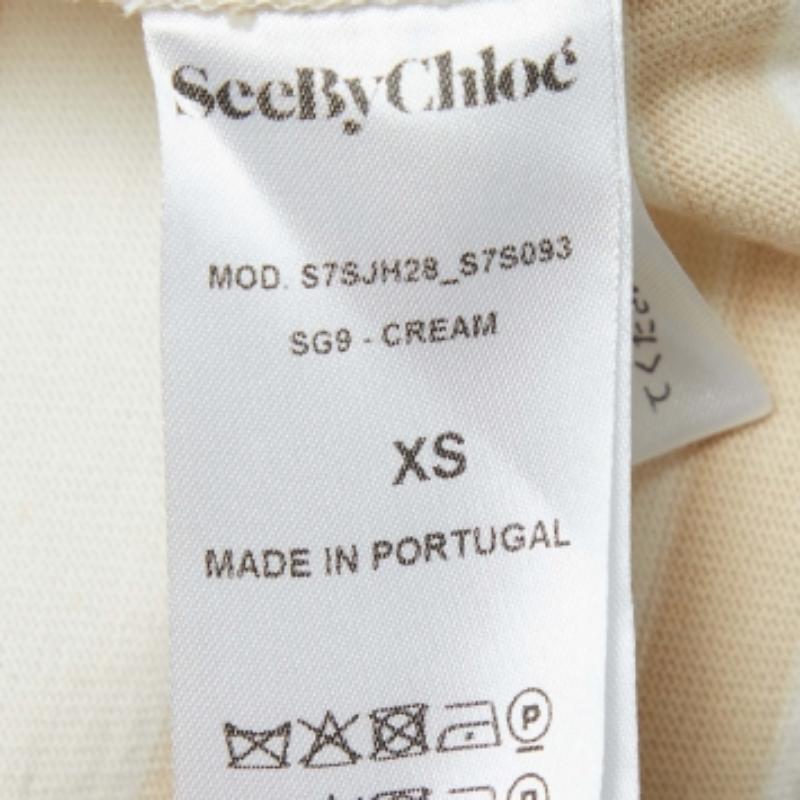 SeeByChloé
MOD. S7SJH28_S7S093
SG9 - CREAM
XS
MADE IN PORTUGAL
P